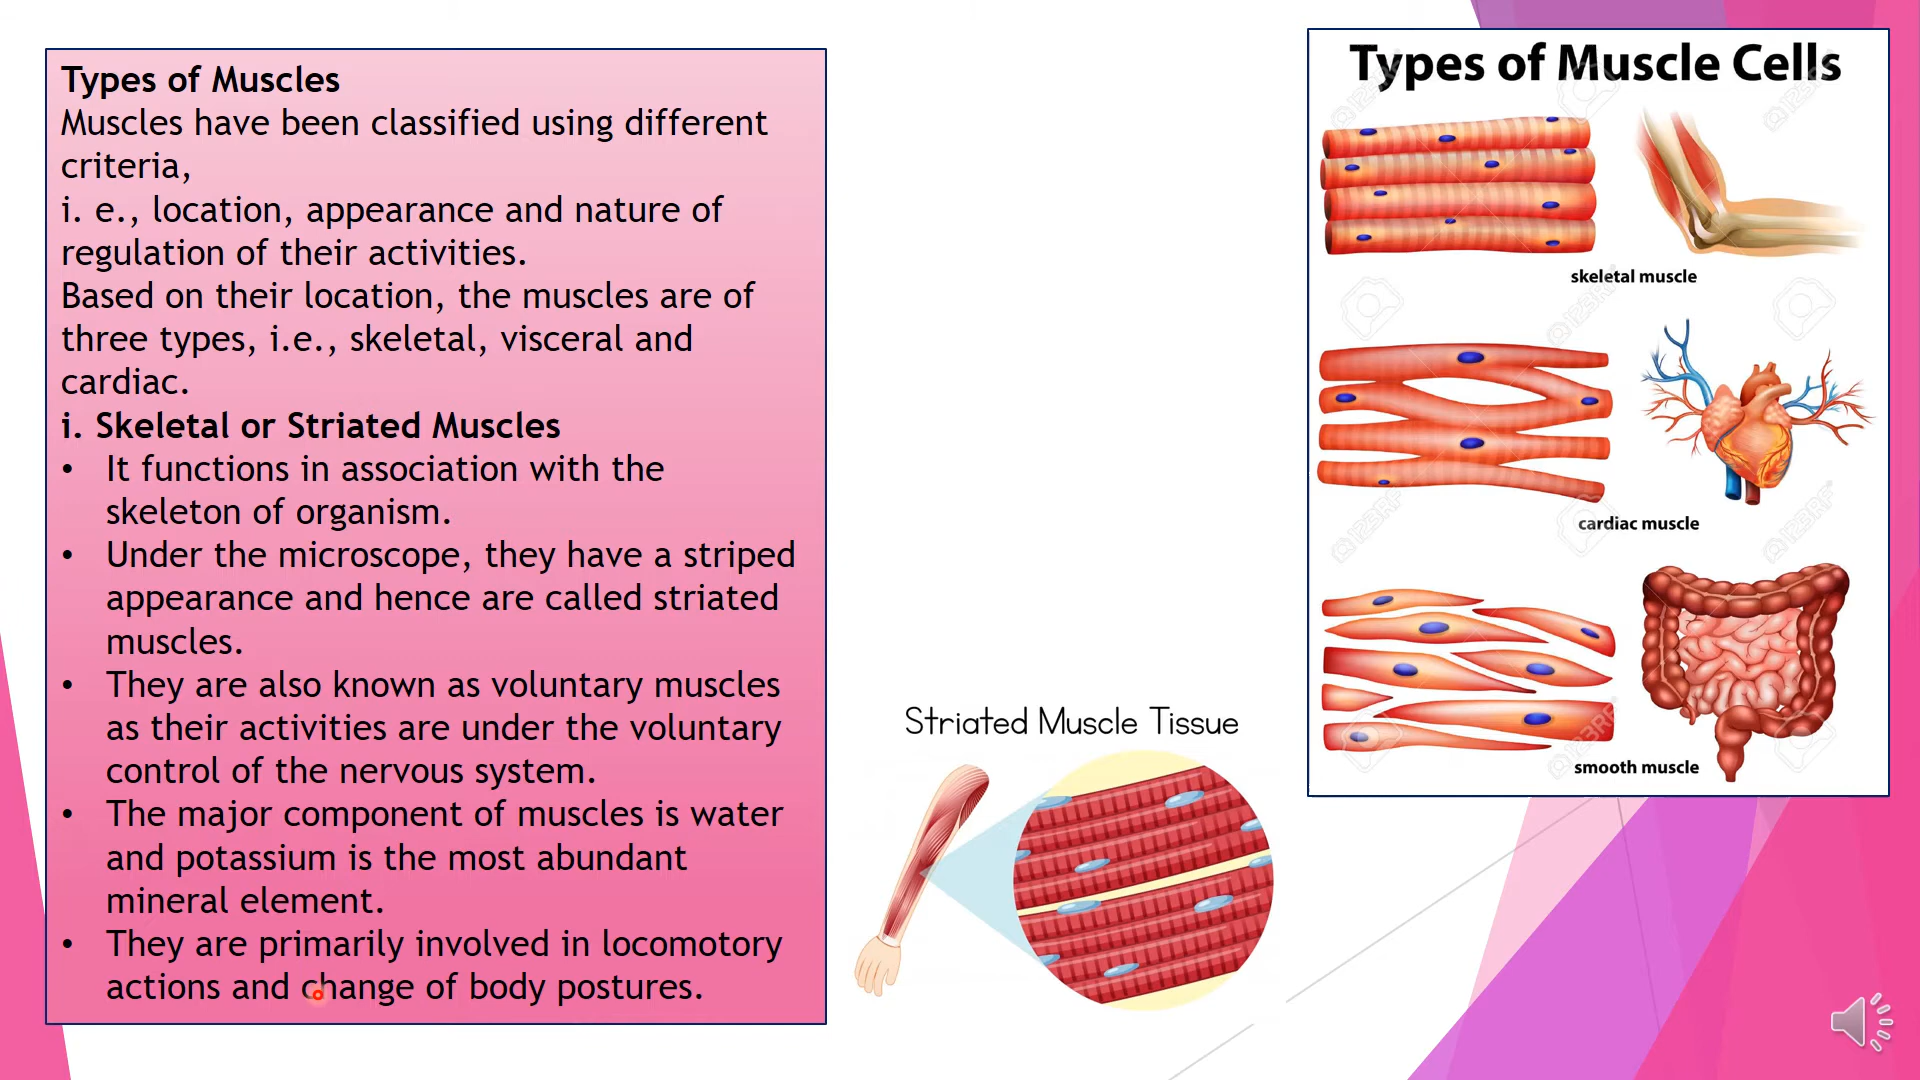 Types of Muscles
Muscles have been classified using different
criteria,
i. e., location, appearance and nature of
regulation of their activities.
Based on their location, the muscles are of
three types, i.e., skeletal, visceral and
cardiac.
i. Skeletal or Striated Muscles
• It functions in association with the
skeleton of organism.
• Under the microscope, they have a striped
appearance and hence are called striated
muscles.
• They are also known as voluntary muscles
as their activities are under the voluntary
control of the nervous system.
• The major component of muscles is water
and potassium is the most abundant
mineral element.
• They are primarily involved in locomotory
actions and change of body postures.
Striated Muscle Tissue
Types of Muscle Cells
skeletal muscle
cardiac muscle
smooth muscle
123RF
123RF
123RF
123RF
123RF
123RF